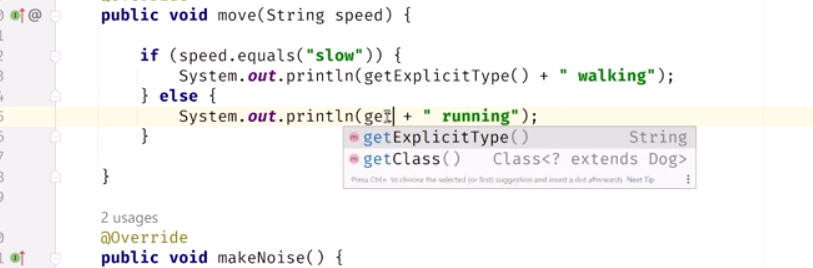 @Override
public void move(String speed) {
if (speed.equals("slow")) {
System.out.println(getExplicitType() + " walking");
} else {
System.out.println(get + " running");
getExplicitType() String
getClass() Class<? extends Dog>
Press Ctrl+. to choose the selected (or first) suggestion and insert a dot afterwards Next Tip
}
}
2 usages
@Override
public void makeNoise() {